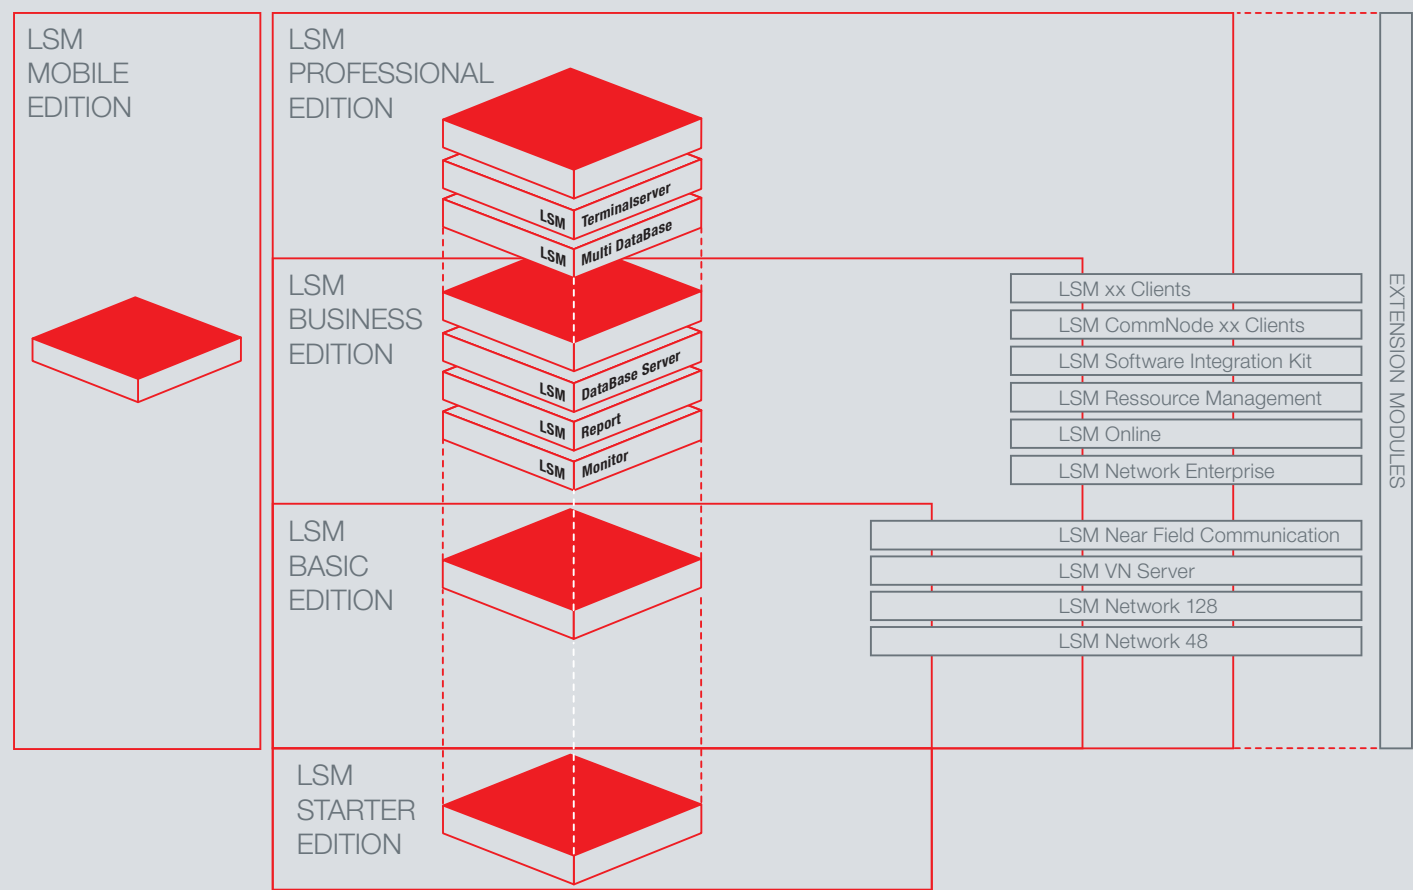 LSM
MOBILE
EDITION
LSM
PROFESSIONAL
EDITION
LSM Terminalserver
LSM Multi DataBase
LSM
BUSINESS
EDITION
LSM DataBase Server
LSM Report
LSM Monitor
LSM
BASIC
EDITION
LSM
STARTER
EDITION
LSM xx Clients
LSM CommNode xx Clients
LSM Software Integration Kit
LSM Ressource Management
LSM Online
LSM Network Enterprise
LSM Near Field Communication
LSM VN Server
LSM Network 128
LSM Network 48
EXTENSION MODULES